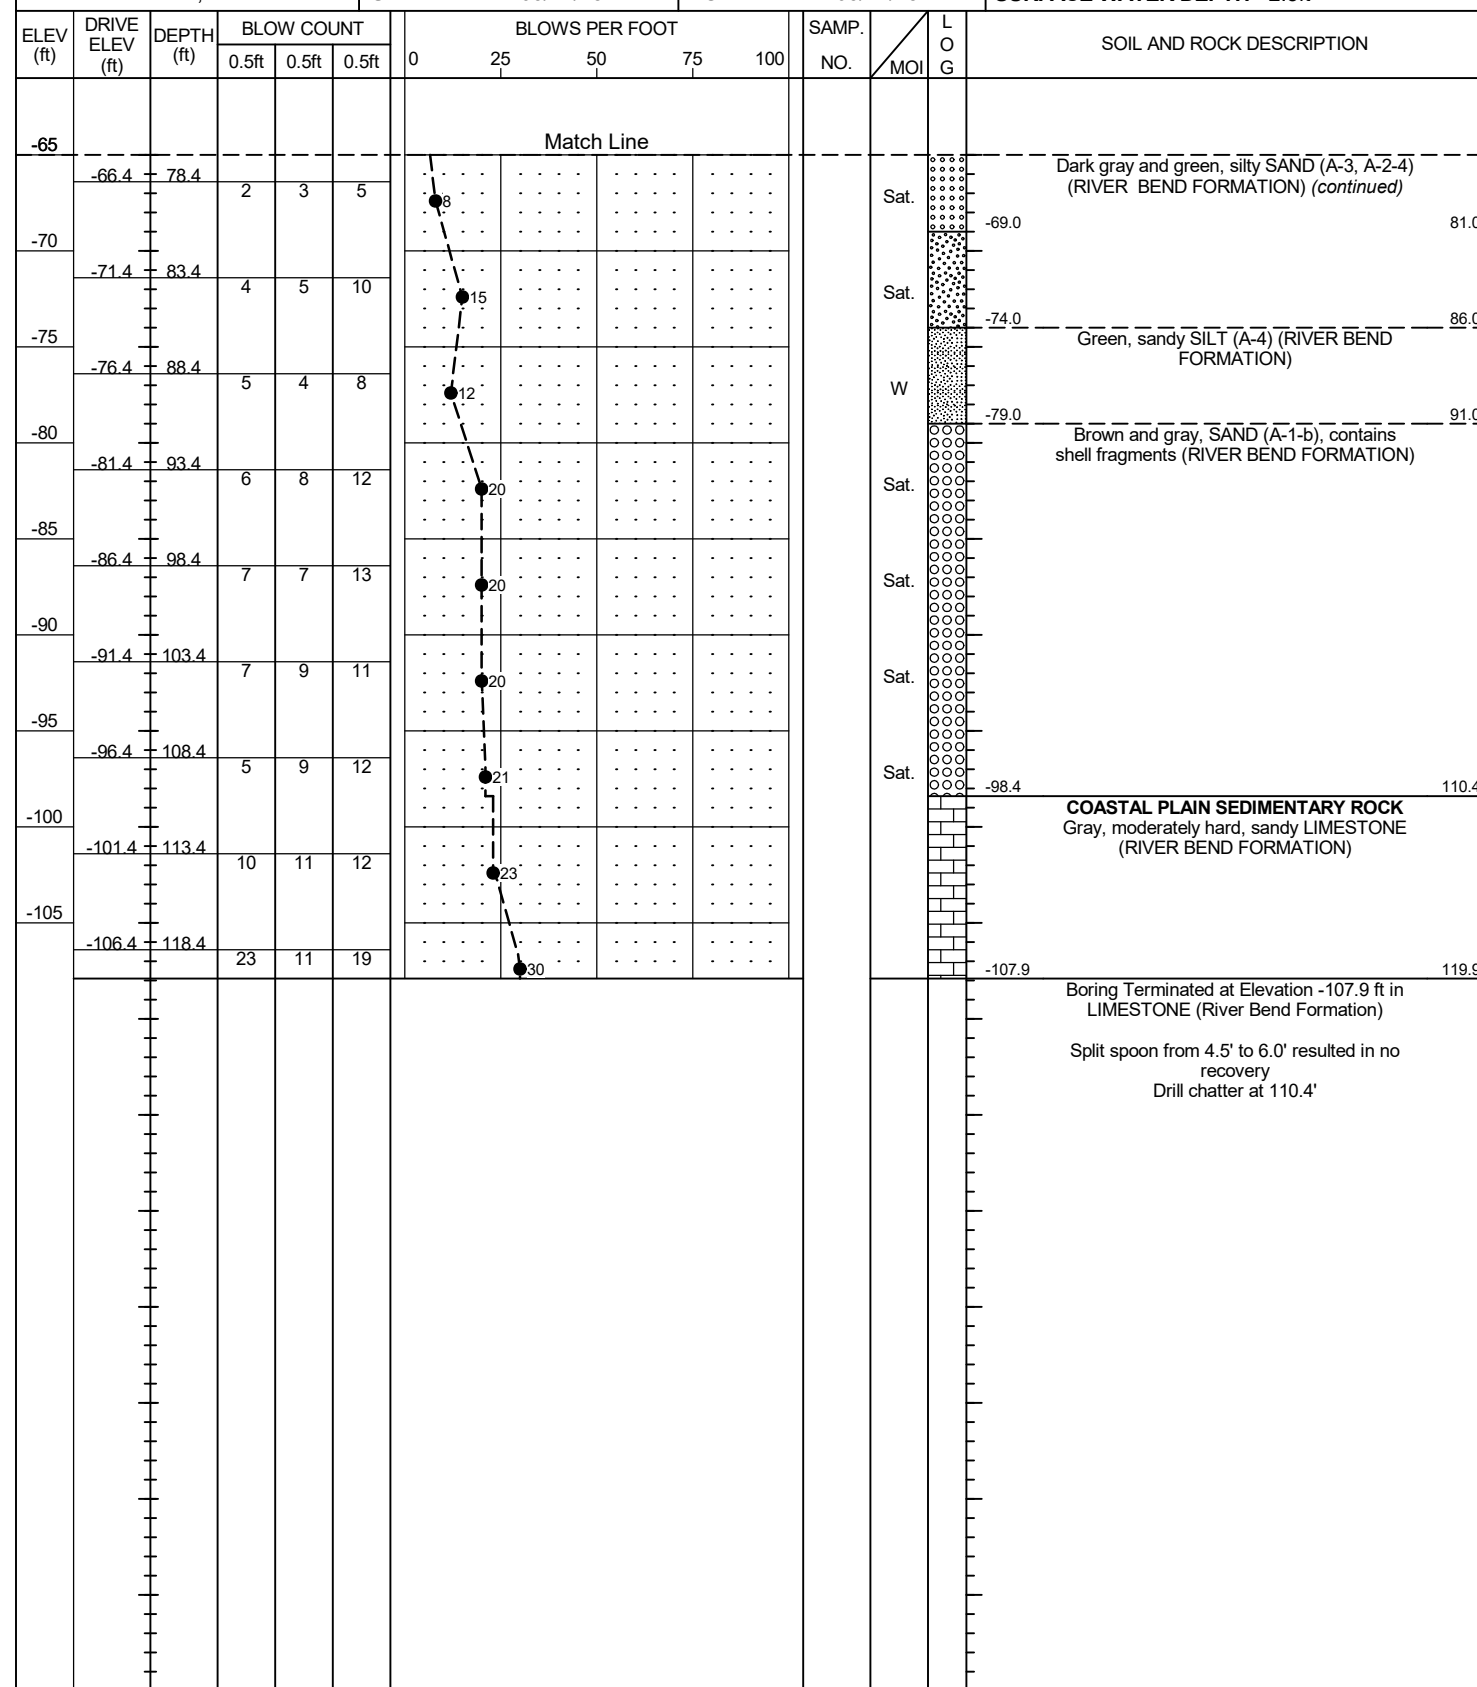 ELEV (ft) DRIVE ELEV (ft) DEPTH (ft) BLOW COUNT 0.5ft 0.5ft 0.5ft BLOWS PER FOOT 0 25 50 75 100 SAMP. NO. MOI LOG SOIL AND ROCK DESCRIPTION
Match Line
-65
Dark gray and green, silty SAND (A-3, A-2-4)
-66.4 78.4 2 3 5 8 Sat. (RIVER BEND FORMATION) (continued)
-69.0 81.0
-70
-71.4 83.4 4 5 10 15 Sat.
-74.0 86.0
-75
Green, sandy SILT (A-4) (RIVER BEND
FORMATION)
-76.4 88.4 5 4 8 12 W
-79.0 91.0
-80
Brown and gray, SAND (A-1-b), contains
shell fragments (RIVER BEND FORMATION)
-81.4 93.4 6 8 12 20 Sat.
-85
-86.4 98.4 7 7 13 20 Sat.
-90
-91.4 103.4 7 9 11 20 Sat.
-95
-96.4 108.4 5 9 12 21 Sat.
-98.4 110.4
COASTAL PLAIN SEDIMENTARY ROCK
-100
Gray, moderately hard, sandy LIMESTONE
(RIVER BEND FORMATION)
-101.4 113.4 10 11 12 23
-105
-106.4 118.4 23 11 19 30
-107.9 119.9
Boring Terminated at Elevation -107.9 ft in
LIMESTONE (River Bend Formation)
Split spoon from 4.5' to 6.0' resulted in no
recovery
Drill chatter at 110.4'